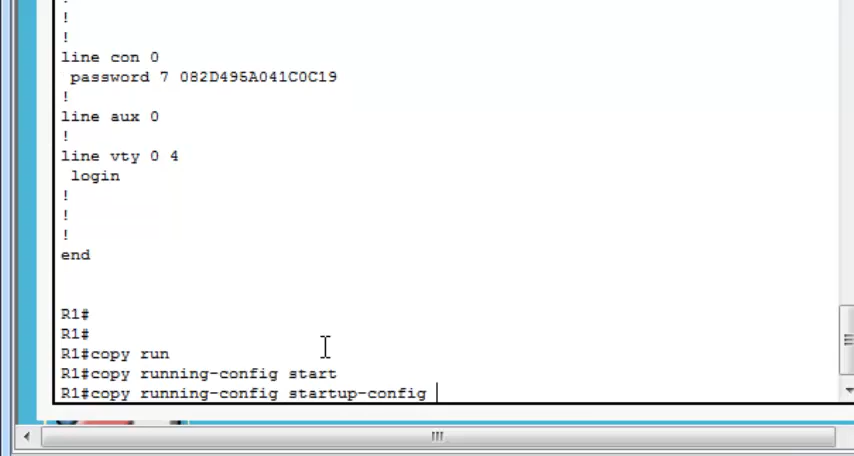 !
!
!
line con 0
password 7 082D495A041C0C19
!
line aux 0
!
line vty 0 4
login
!
!
!
end
R1#
R1#
R1#copy run
R1#copy running-config start
R1#copy running-config startup-config